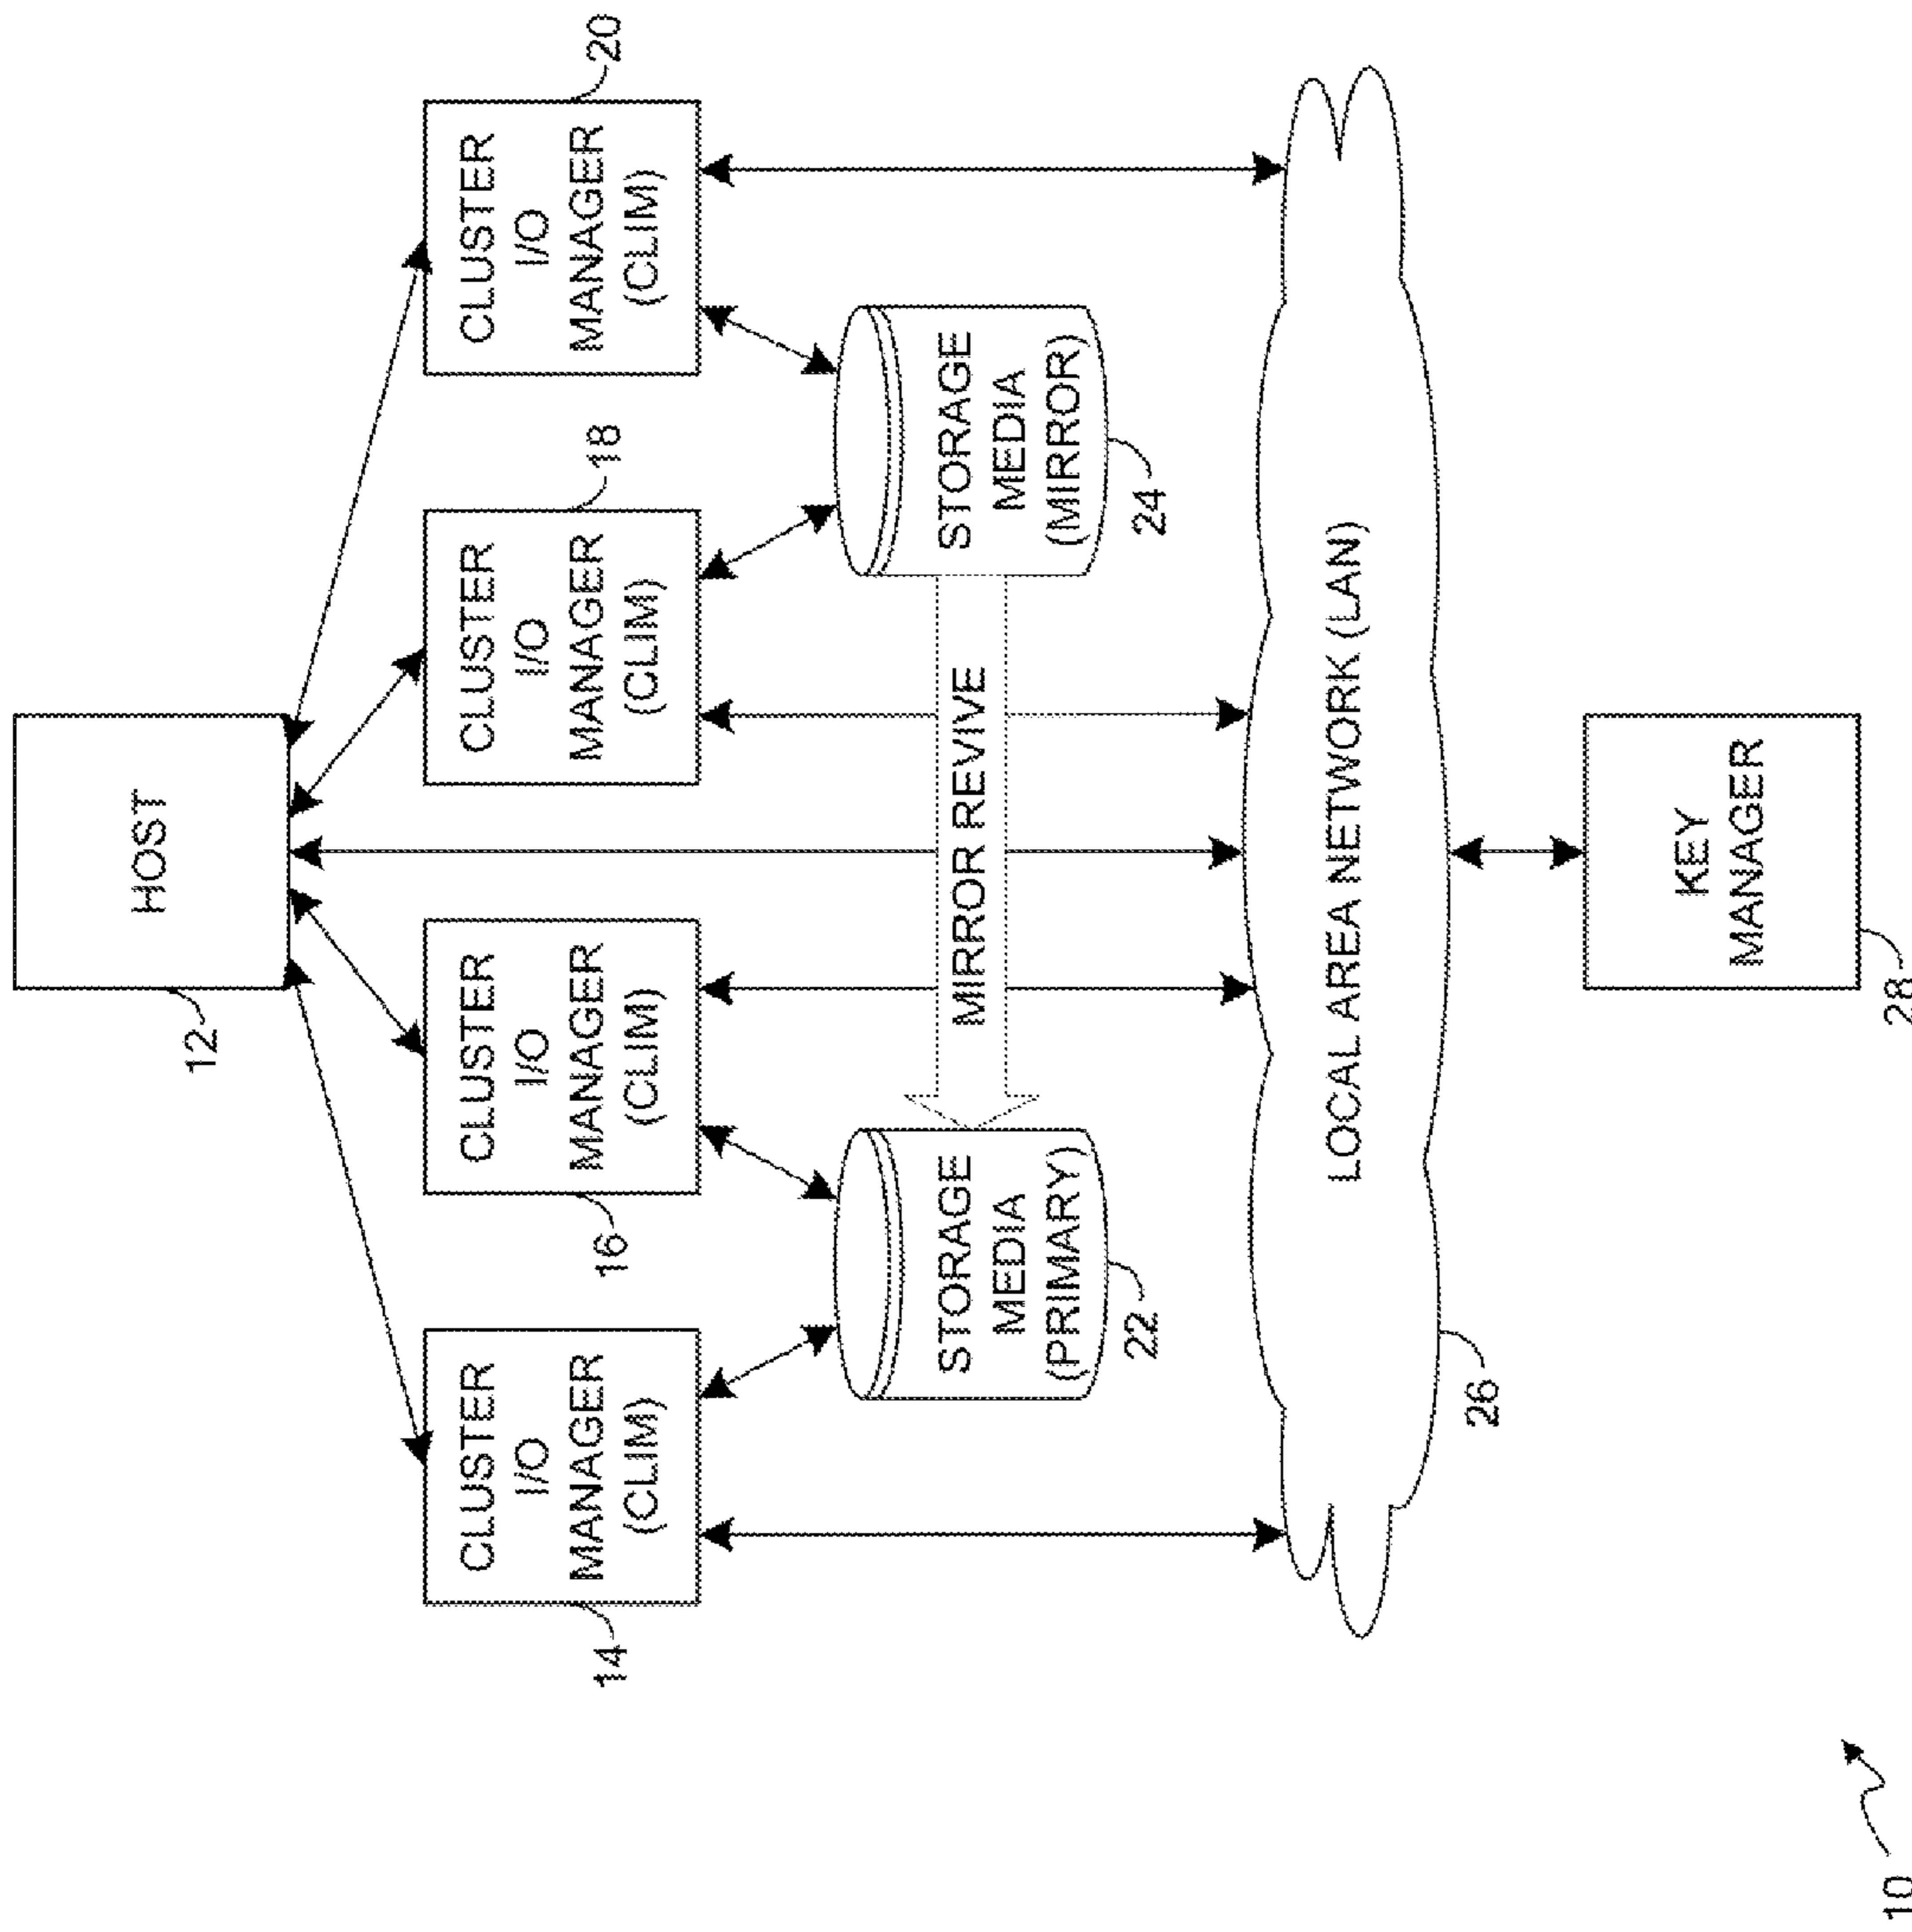 HOST
12
CLUSTER
I/O
MANAGER
(CLIM)
14
CLUSTER
I/O
MANAGER
(CLIM)
16
CLUSTER
I/O
MANAGER
(CLIM)
18
CLUSTER
I/O
MANAGER
(CLIM)
20
STORAGE
MEDIA
(PRIMARY)
22
MIRROR REVIVE
STORAGE
MEDIA
(MIRROR)
24
LOCAL AREA NETWORK (LAN)
26
KEY
MANAGER
28
10